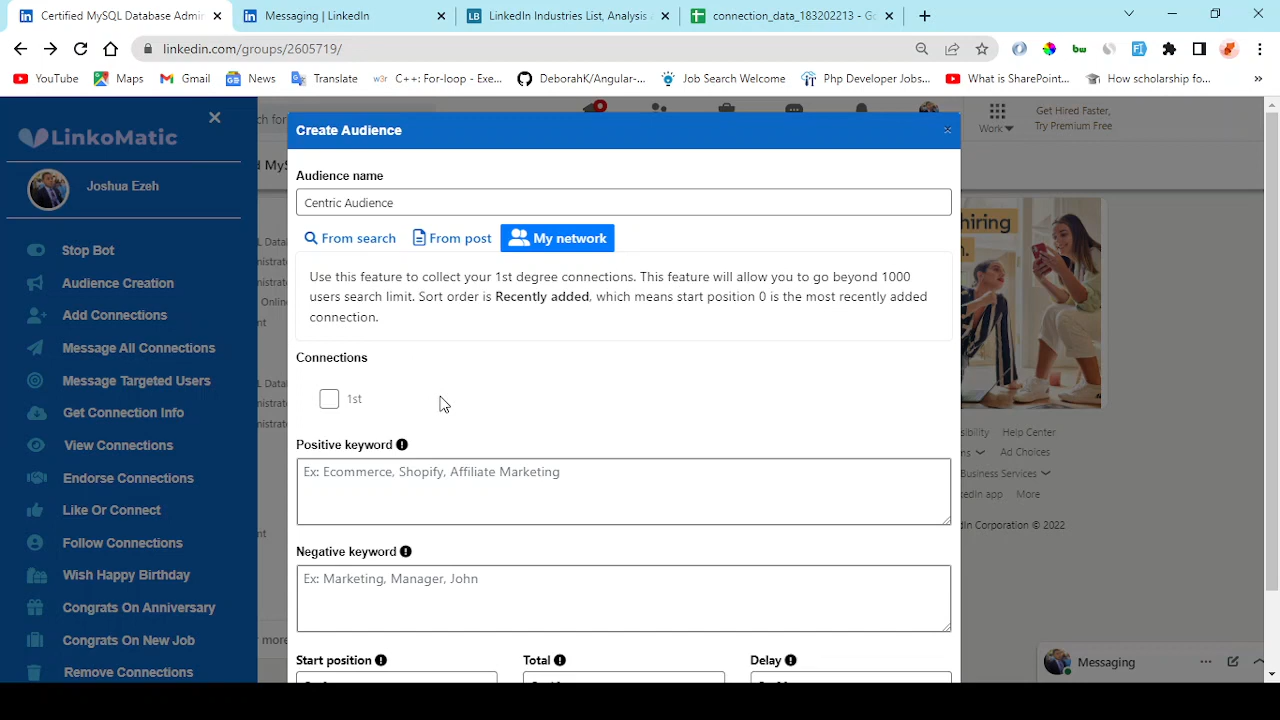 Certified MySQL Database Admin
Messaging | LinkedIn
LinkedIn Industries List, Analysis
connection_data_183202213 - Go
linkedin.com/groups/2605719/
YouTube
Maps
Gmail
News
Translate
C++: For-loop - Exe...
DeborahK/Angular-...
Job Search Welcome
Php Developer Jobs...
What is SharePoint...
How scholarship fo...
»
LinkoMatic
Joshua Ezeh
Stop Bot
Audience Creation
Add Connections
Message All Connections
Message Targeted Users
Get Connection Info
View Connections
Endorse Connections
Like Or Connect
Follow Connections
Wish Happy Birthday
Congrats On Anniversary
Congrats On New Job
Remove Connections
ch for
Work
Get Hired Faster,
Try Premium Free
Create Audience
×
Audience name
Centric Audience
From search
From post
My network
Use this feature to collect your 1st degree connections. This feature will allow you to go beyond 1000
users search limit. Sort order is Recently added, which means start position 0 is the most recently added
connection.
Connections
1st
Positive keyword
Ex: Ecommerce, Shopify, Affiliate Marketing
Negative keyword
Ex: Marketing, Manager, John
Start position
Total
Delay
hiring
Help Center
Ad Choices
Business Services
More
LinkedIn Corporation © 2022
Messaging